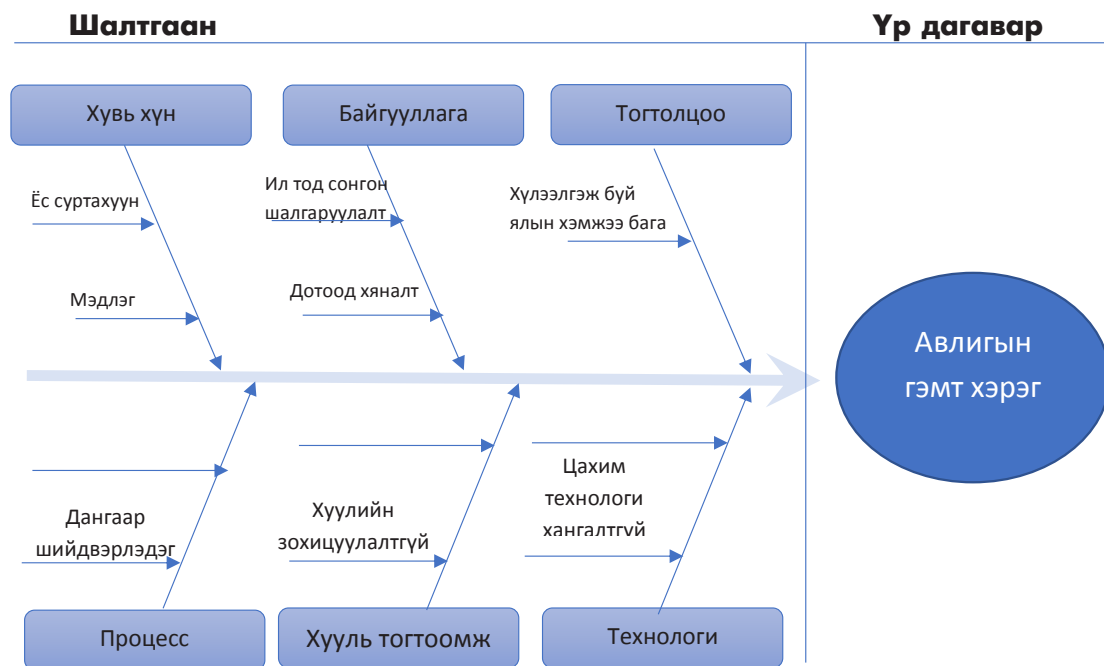 Шалтгаан
Үр дагавар
Хувь хүн
Байгууллага
Тогтолцоо
Ёс суртахуун
Ил тод сонгон
шалгаруулалт
Хүлээлгэж буй
ялын хэмжээ бага
Мэдлэг
Дотоод хяналт
Авлигын
гэмт хэрэг
Дангаар
шийдвэрлэдэг
Хуулийн
зохицуулалтгүй
Цахим
технологи
хангалтгүй
Процесс
Хууль тогтоомж
Технологи